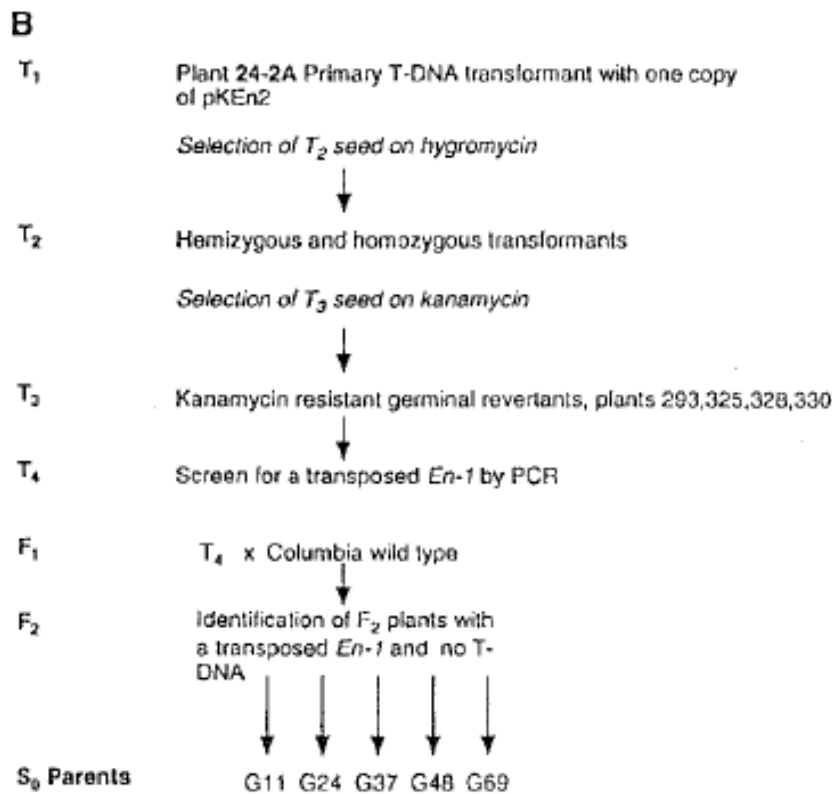 B
T₁ Plant 24-2A Primary T-DNA transformant with one copy
of pKEn2
Selection of T₂ seed on hygromycin
T₂ Hemizygous and homozygous transformants
Selection of T₃ seed on kanamycin
T₃ Kanamycin resistant germinal revertants, plants 293,325,328,330
T₄ Screen for a transposed En-1 by PCR
F₁ T₄ x Columbia wild type
F₂ Identification of F₂ plants with
a transposed En-1 and no T-
DNA
S₀ Parents G11 G24 G37 G48 G69